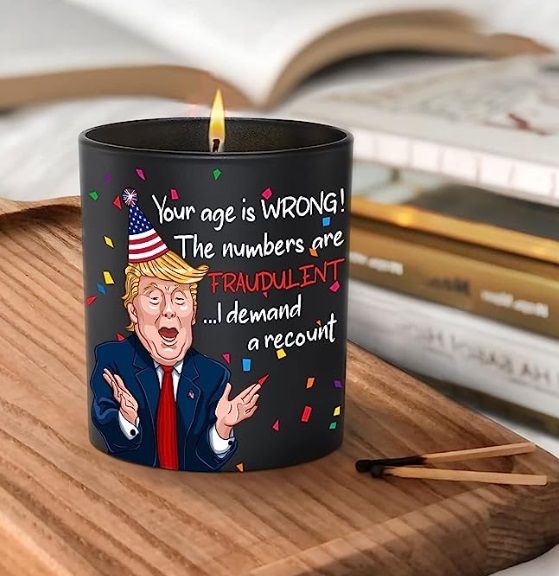 Your age is WRONG!
The numbers are
FRAUDULENT
...I demand
a recount